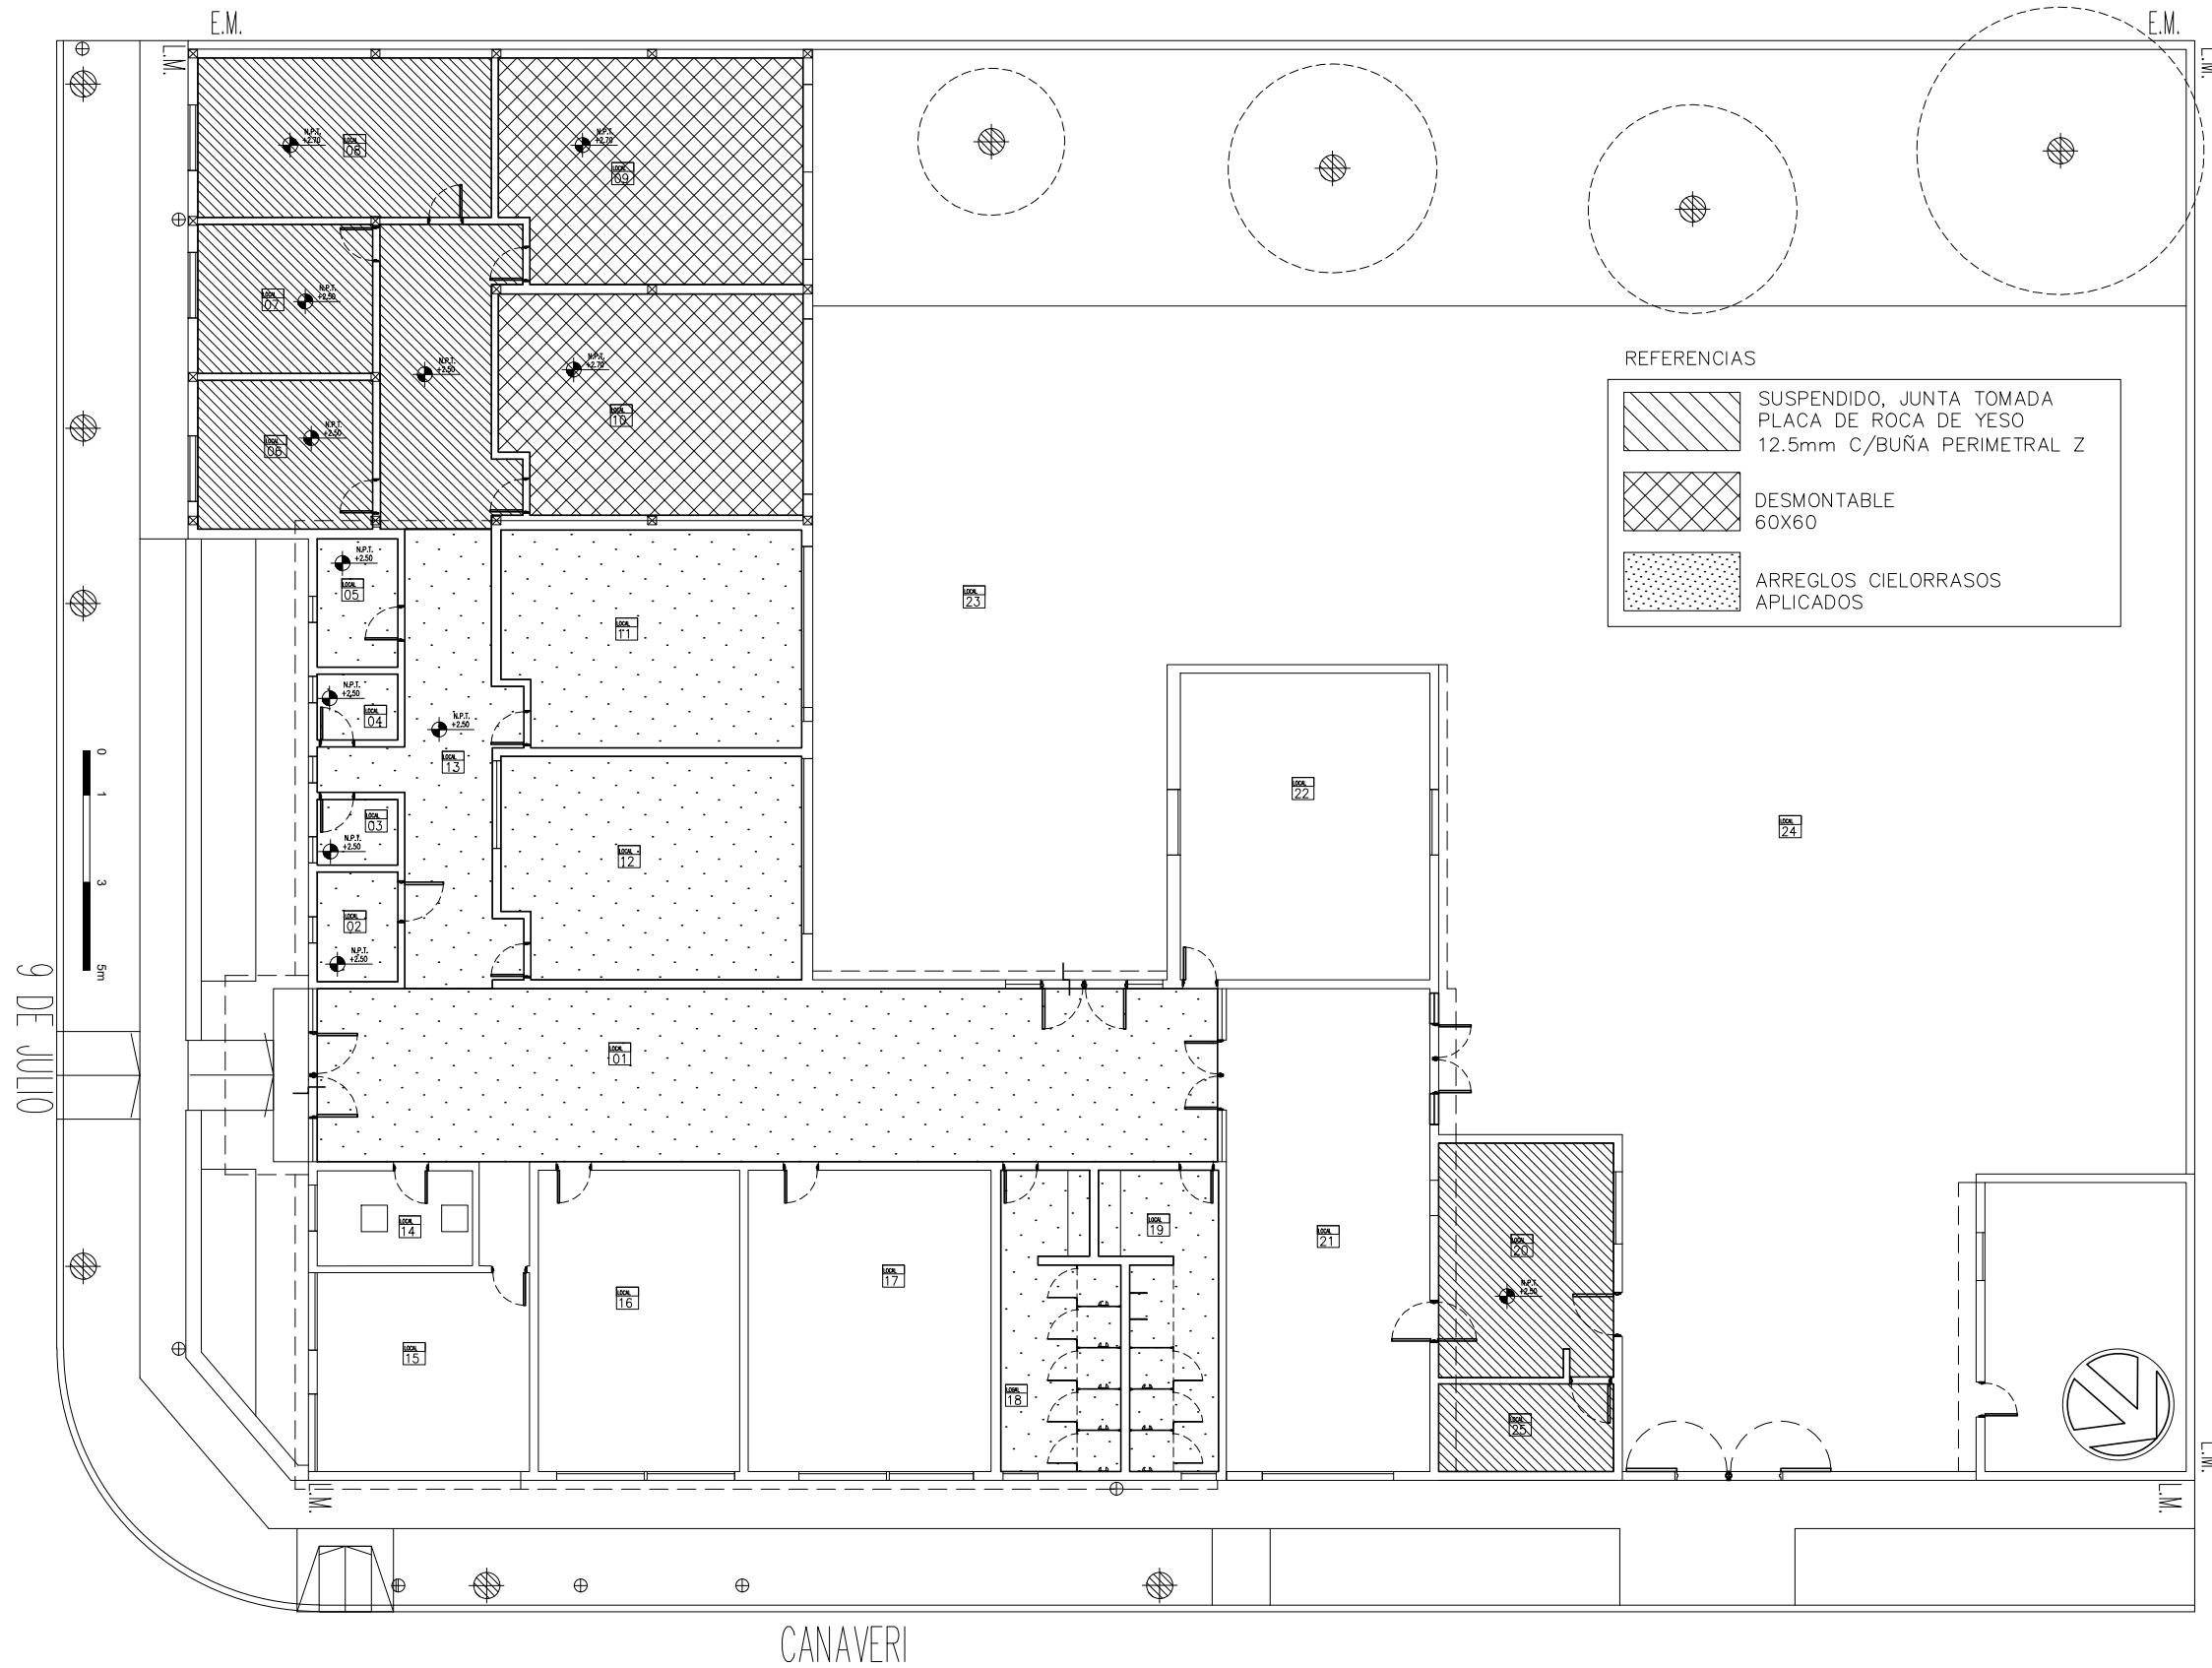 E.M.
E.M.
L.M.
L.M.
N.P.T.
+2.70
LOCAL
08
N.P.T.
+2.70
LOCAL
09
LOCAL
07
N.P.T.
+2.50
N.P.T.
+2.50
N.P.T.
+2.70
LOCAL
10
LOCAL
06
N.P.T.
+2.50
REFERENCIAS
SUSPENDIDO, JUNTA TOMADA
PLACA DE ROCA DE YESO
12.5mm C/BUÑA PERIMETRAL Z
DESMONTABLE
60X60
ARREGLOS CIELORRASOS
APLICADOS
N.P.T.
+2.50
LOCAL
05
LOCAL
11
LOCAL
23
N.P.T.
+2.50
LOCAL
04
N.P.T.
+2.50
LOCAL
13
LOCAL
22
LOCAL
24
LOCAL
03
N.P.T.
+2.50
LOCAL
12
LOCAL
02
N.P.T.
+2.50
0
1
3
5m
9 DE JULIO
LOCAL
01
LOCAL
14
LOCAL
19
LOCAL
21
LOCAL
20
N.P.T.
+2.50
LOCAL
16
LOCAL
17
LOCAL
15
LOCAL
18
LOCAL
25
L.M.
L.M.
L.M.
CANAVERI